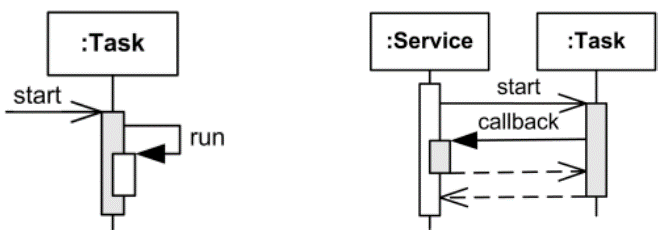 :Task
start
run
:Service
:Task
start
callback